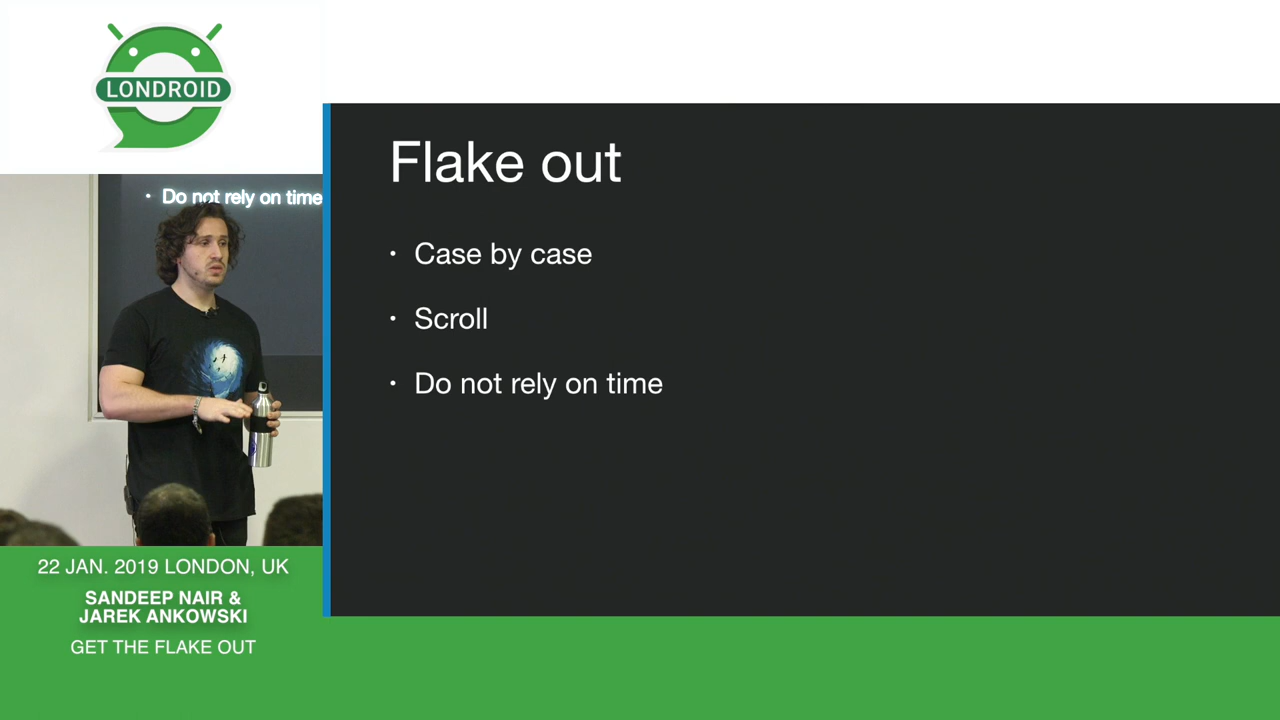 LONDROID
• Do not rely on time
22 JAN. 2019 LONDON, UK
SANDEEP NAIR &
JAREK ANKOWSKI
GET THE FLAKE OUT
Flake out
• Case by case
• Scroll
• Do not rely on time